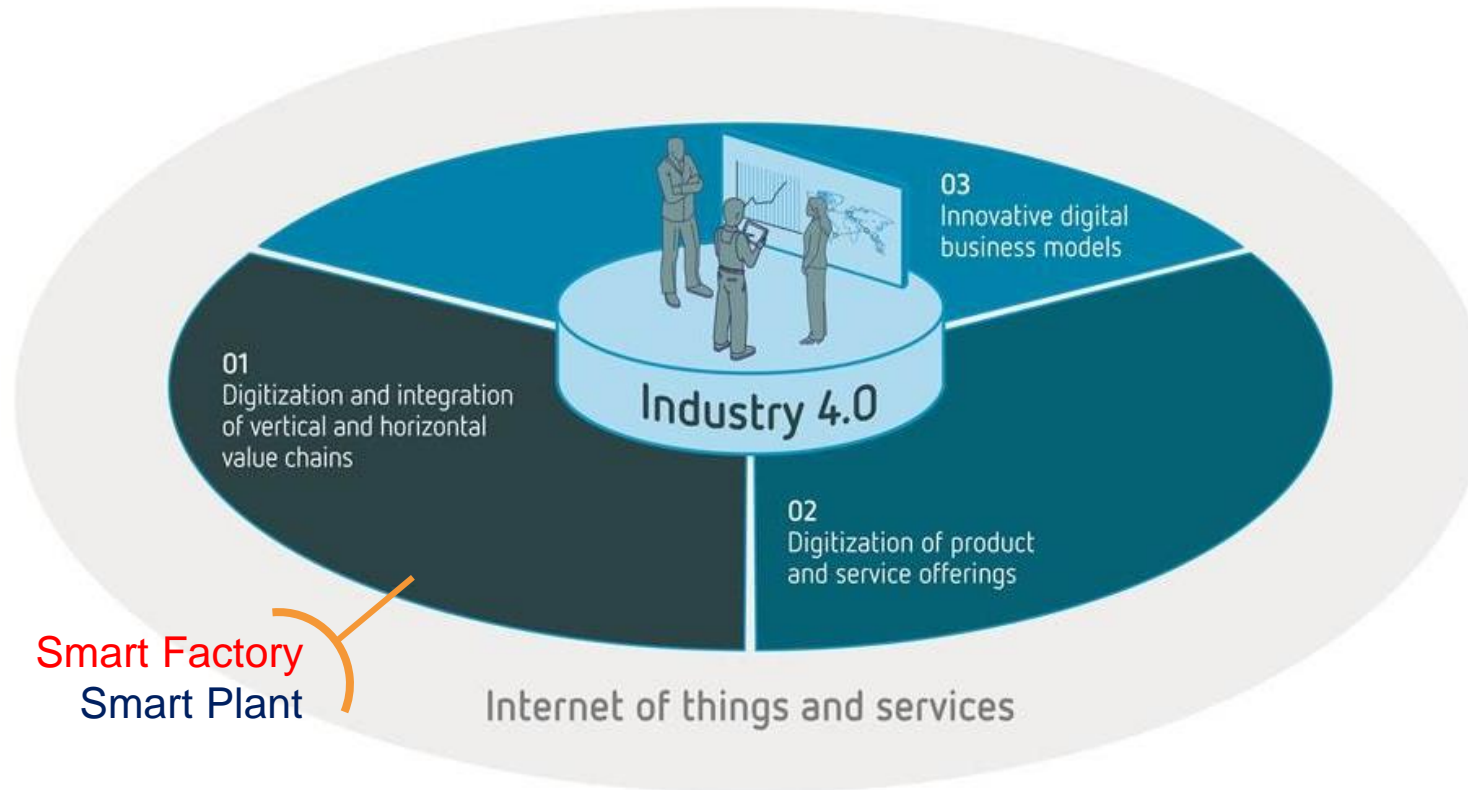 03
Innovative digital
business models
01
Digitization and integration
of vertical and horizontal
value chains
Industry 4.0
02
Digitization of product
and service offerings
Smart Factory
Smart Plant
Internet of things and services